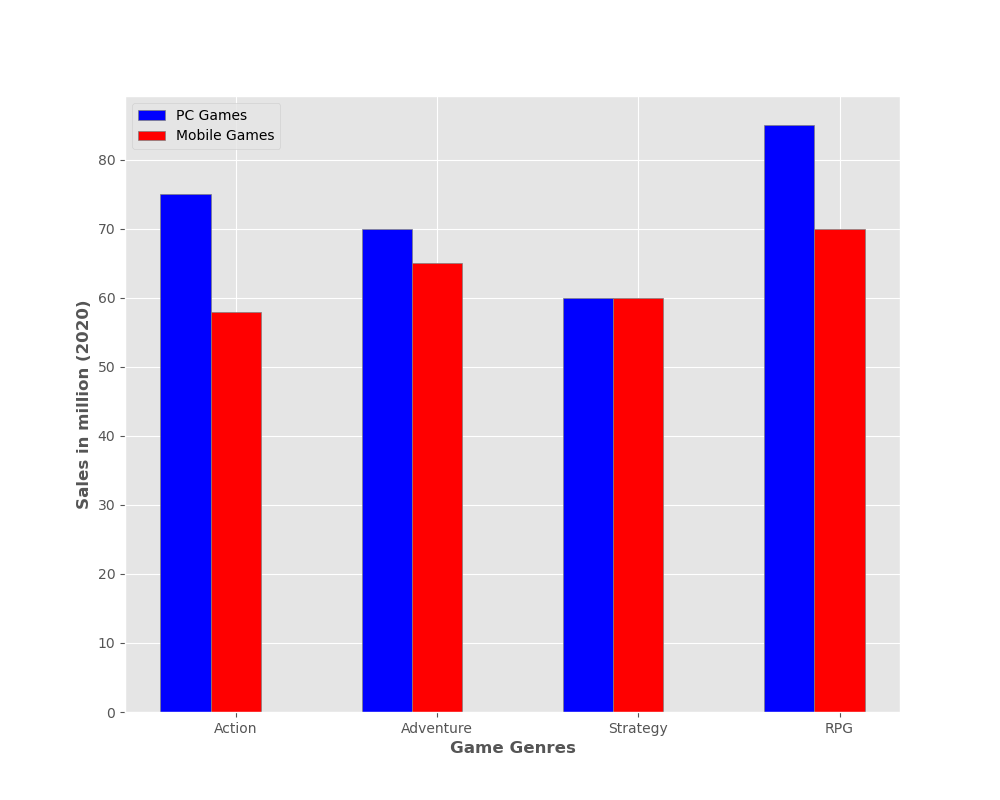 PC Games
Mobile Games
80
70
60
50
40
30
20
10
0
Sales in million (2020)
Action
Adventure
Strategy
RPG
Game Genres